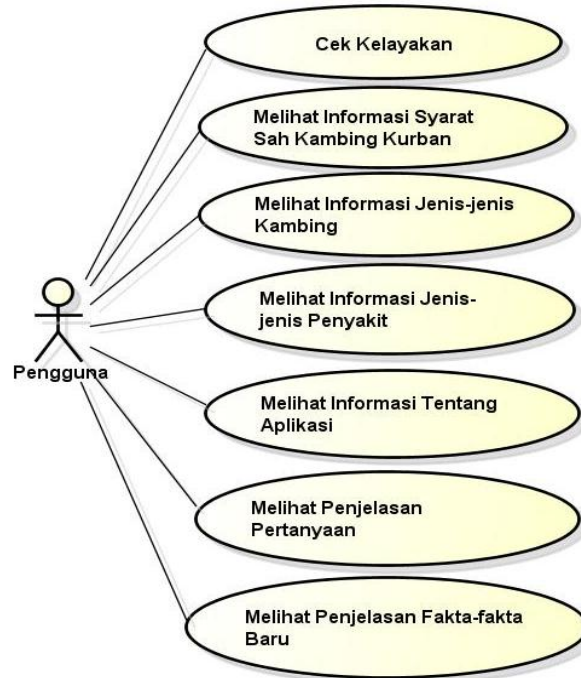 Cek Kelayakan
Melihat Informasi Syarat
Sah Kambing Kurban
Melihat Informasi Jenis-jenis
Kambing
Melihat Informasi Jenis-
jenis Penyakit
Pengguna
Melihat Informasi Tentang
Aplikasi
Melihat Penjelasan
Pertanyaan
Melihat Penjelasan Fakta-fakta
Baru